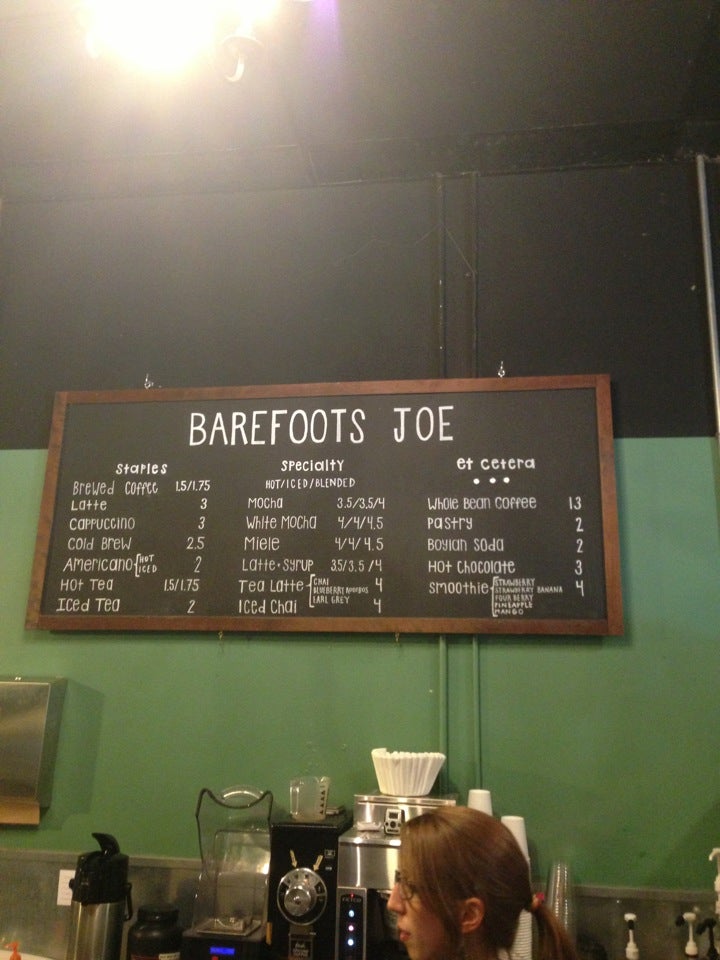 BAREFOOTS JOE
Staples
Brewed Coffee 1.5/1.75
Latte 3
Cappuccino 3
Cold Brew 2.5
Americano { HOT ICED 2
Hot Tea 1.5/1.75
Iced Tea 2
Specialty
HOT/ICED/BLENDED
Mocha 3.5/3.5/4
White Mocha 4/4/4.5
Miele 4/4/4.5
Latte+Syrup 3.5/3.5/4
Tea Latte { CHAI BLUEBERRY ROOIBOS EARL GREY 4
Iced Chai 4
et cetera
Whole Bean Coffee 13
Pastry 2
Boylan Soda 2
Hot Chocolate 3
Smoothie { STRAWBERRY STRAWBERRY BANANA FOUR BERRY PINEAPPLE MANGO 4